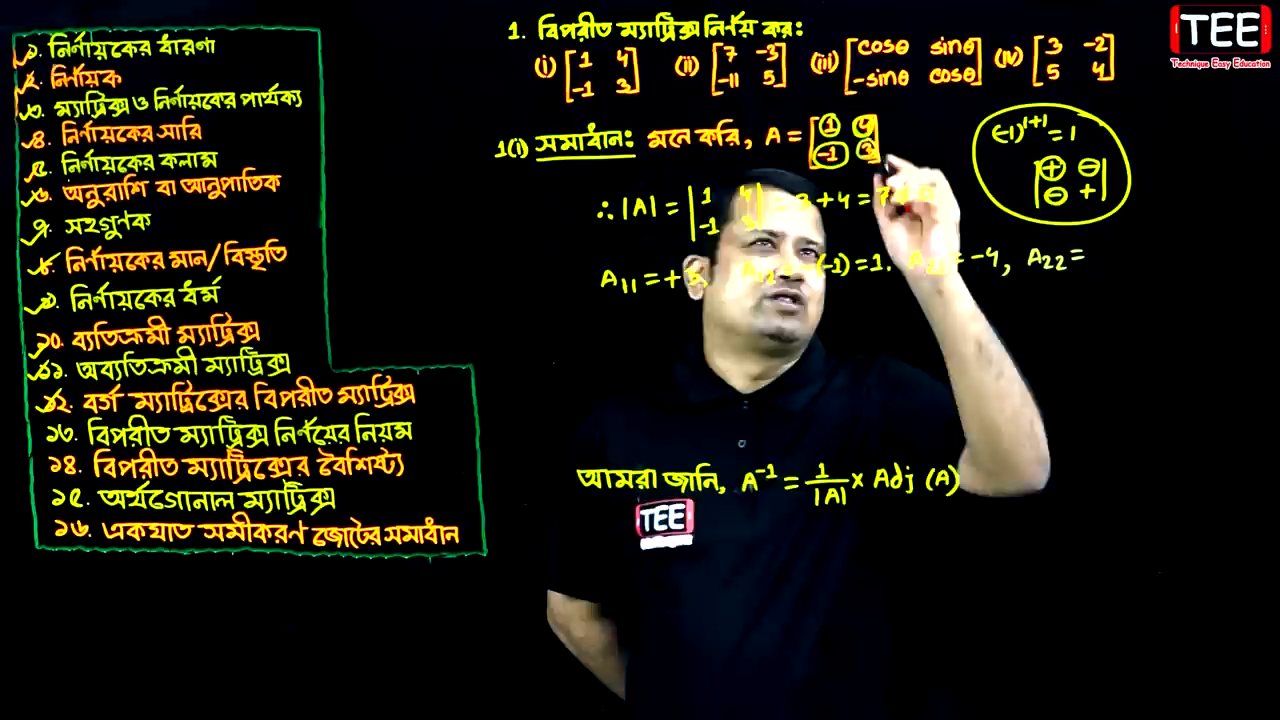 ১. নির্ণায়কের ধারণা
২. নির্ণায়ক
৩. ম্যাট্রিক্স ও নির্ণায়কের পার্থক্য
৪. নির্ণায়কের সারি
৫. নির্ণায়কের কলাম
৬. অনুরাশি বা আনুপাতিক
৭. সহগুণক
৮. নির্ণায়কের মান/বিস্তৃতি
৯. নির্ণায়কের ধর্ম
১০. ব্যতিক্রমী ম্যাট্রিক্স
১১. অব্যতিক্রমী ম্যাট্রিক্স
১২. বর্গ ম্যাট্রিক্সের বিপরীত ম্যাট্রিক্স
১৩. বিপরীত ম্যাট্রিক্স নির্ণয়ের নিয়ম
১৪. বিপরীত ম্যাট্রিক্সের বৈশিষ্ট্য
১৫. অর্থগোনাল ম্যাট্রিক্স
১৬. একঘাত সমীকরণ জোটের সমাধান
1. বিপরীত ম্যাট্রিক্স নির্ণয় কর:
(i) [1 4
-1 3] (ii) [7 -3
-11 5] (iii) [cosθ sinθ
-sinθ cosθ] (iv) [3 -2
5 4]
1(i) সমাধান: মনে করি, A = [1 4
-1 3]
∴ |A| = |1 4
-1 3| = 3 + 4 = 7
A₁₁ = + 3 (-1) = 1. = -4, A₂₂ =
(-1)¹⁺¹ = 1
|+ -
- +|
আমরা জানি, A⁻¹ = 1/|A| × Adj (A)
TEE
Technique Easy Education
TEE